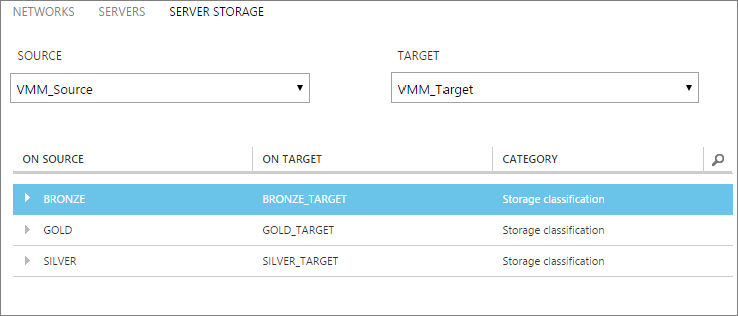 NETWORKS SERVERS SERVER STORAGE
SOURCE TARGET
VMM_Source VMM_Target
ON SOURCE ON TARGET CATEGORY
BRONZE BRONZE_TARGET Storage classification
GOLD GOLD_TARGET Storage classification
SILVER SILVER_TARGET Storage classification